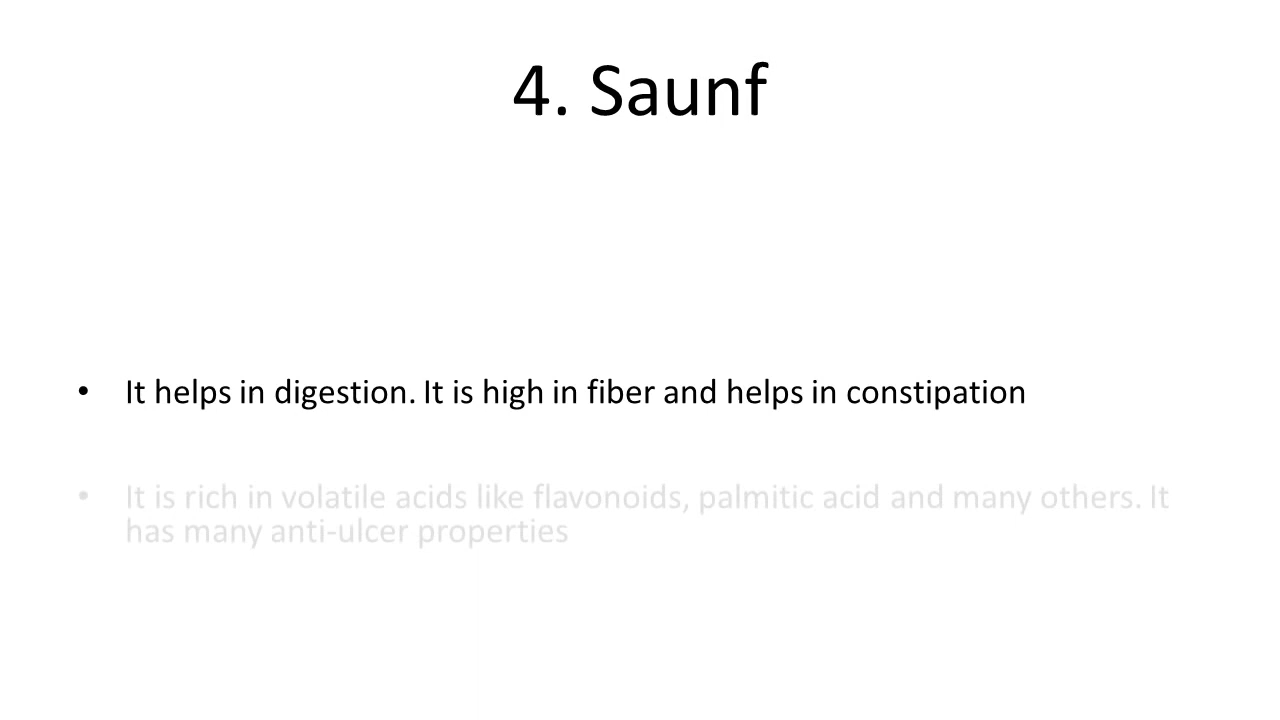 4. Saunf
• It helps in digestion. It is high in fiber and helps in constipation
• It is rich in volatile acids like flavonoids, palmitic acid and many others. It
has many anti-ulcer properties